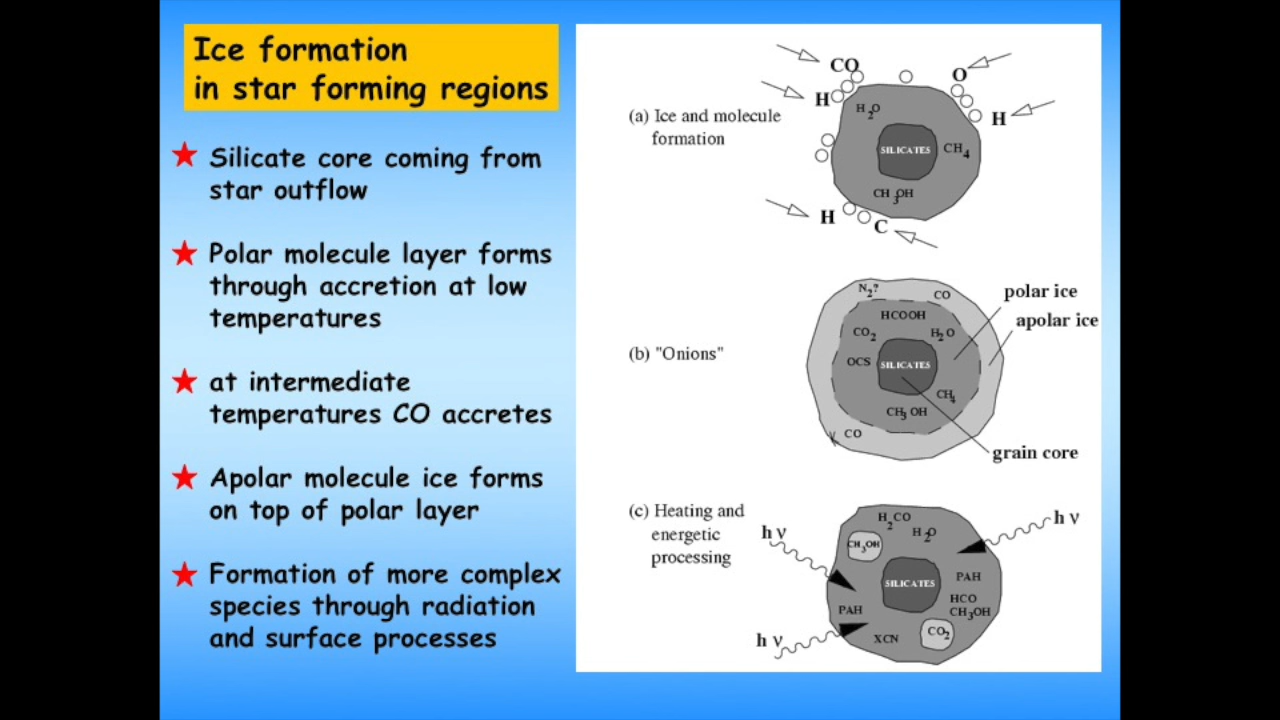 Ice formation
in star forming regions
Silicate core coming from
star outflow
Polar molecule layer forms
through accretion at low
temperatures
at intermediate
temperatures CO accretes
Apolar molecule ice forms
on top of polar layer
Formation of more complex
species through radiation
and surface processes
(a) Ice and molecule
formation
CO
O
H
H
H2O
SILICATES
CH4
CH3OH
H
C
(b) "Onions"
N2?
CO
polar ice
apolar ice
HCOOH
CO2
H2O
OCS
SILICATES
CH4
CH3OH
CO
grain core
(c) Heating and
energetic
processing
hν
hν
H2CO
H2O
CH3OH
SILICATES
PAH
HCO
CH3OH
PAH
XCN
CO2
hν